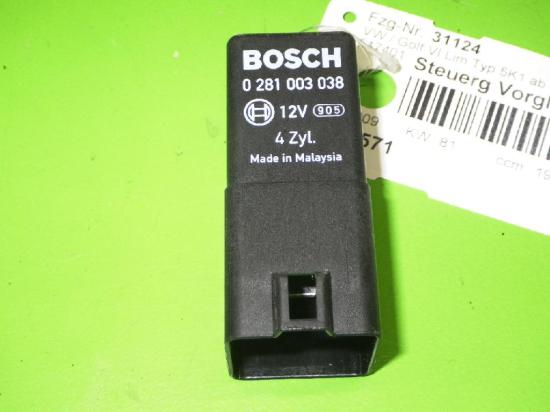 BOSCH
0 281 003 038
12V 905
4 Zyl.
Made in Malaysia
Fzg-Nr. 31124
VW / Golf VI Lim Typ 5K1 ab
Steuerg
KW 81
ccm
571